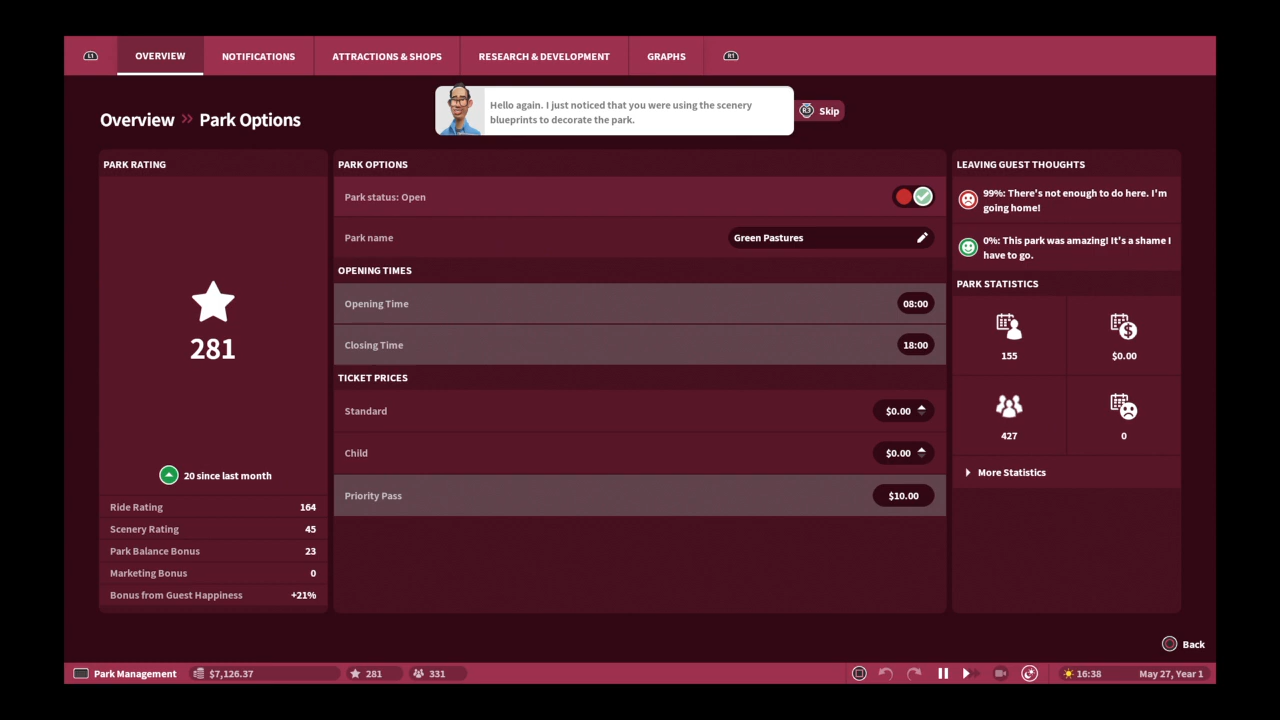 L1
OVERVIEW
NOTIFICATIONS
ATTRACTIONS & SHOPS
RESEARCH & DEVELOPMENT
GRAPHS
R1
Overview » Park Options
Hello again. I just noticed that you were using the scenery
blueprints to decorate the park.
R3 Skip
PARK RATING
281
20 since last month
Ride Rating 164
Scenery Rating 45
Park Balance Bonus 23
Marketing Bonus 0
Bonus from Guest Happiness +21%
PARK OPTIONS
Park status: Open
Park name Green Pastures
OPENING TIMES
Opening Time 08:00
Closing Time 18:00
TICKET PRICES
Standard $0.00
Child $0.00
Priority Pass $10.00
LEAVING GUEST THOUGHTS
99%: There's not enough to do here. I'm
going home!
0%: This park was amazing! It's a shame I
have to go.
PARK STATISTICS
155
$0.00
427
0
More Statistics
Back
Park Management $7,126.37 281 331 16:38 May 27, Year 1